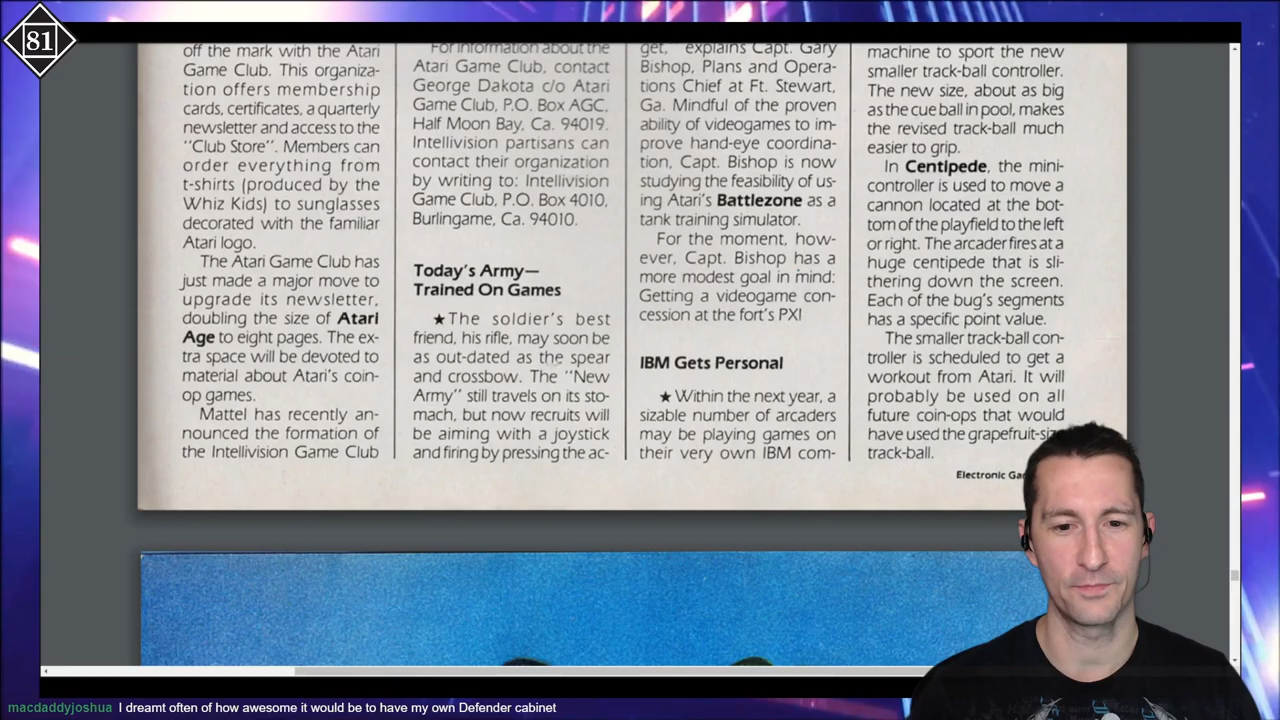 81
off the mark with the Atari
Game Club. This organiza-
tion offers membership
cards, certificates, a quarterly
newsletter and access to the
"Club Store". Members can
order everything from
t-shirts (produced by the
Whiz Kids) to sunglasses
decorated with the familiar
Atari logo.
The Atari Game Club has
just made a major move to
upgrade its newsletter,
doubling the size of Atari
Age to eight pages. The ex-
tra space will be devoted to
material about Atari's coin-
op games.
Mattel has recently an-
nounced the formation of
the Intellivision Game Club
For information about the
Atari Game Club, contact
George Dakota c/o Atari
Game Club, P.O. Box AGC,
Half Moon Bay, Ca. 94019.
Intellivision partisans can
contact their organization
by writing to: Intellivision
Game Club, P.O. Box 4010,
Burlingame, Ca. 94010.
Today's Army—
Trained On Games
★The soldier's best
friend, his rifle, may soon be
as out-dated as the spear
and crossbow. The "New
Army" still travels on its sto-
mach, but now recruits will
be aiming with a joystick
and firing by pressing the ac-
get," explains Capt. Gary
Bishop, Plans and Opera-
tions Chief at Ft. Stewart,
Ga. Mindful of the proven
ability of videogames to im-
prove hand-eye coordina-
tion, Capt. Bishop is now
studying the feasibility of us-
ing Atari's Battlezone as a
tank training simulator.
For the moment, how-
ever, Capt. Bishop has a
more modest goal in mind:
Getting a videogame con-
cession at the fort's PX!
IBM Gets Personal
★Within the next year, a
sizable number of arcaders
may be playing games on
their very own IBM com-
machine to sport the new
smaller track-ball controller.
The new size, about as big
as the cue ball in pool, makes
the revised track-ball much
easier to grip.
In Centipede, the mini-
controller is used to move a
cannon located at the bot-
tom of the playfield to the left
or right. The arcader fires at a
huge centipede that is sli-
thering down the screen.
Each of the bug's segments
has a specific point value.
The smaller track-ball con-
troller is scheduled to get a
workout from Atari. It will
probably be used on all
future coin-ops that would
have used the grapefruit-size
track-ball.
Electronic
macdaddyjoshua I dreamt often of how awesome it would be to have my own Defender cabinet